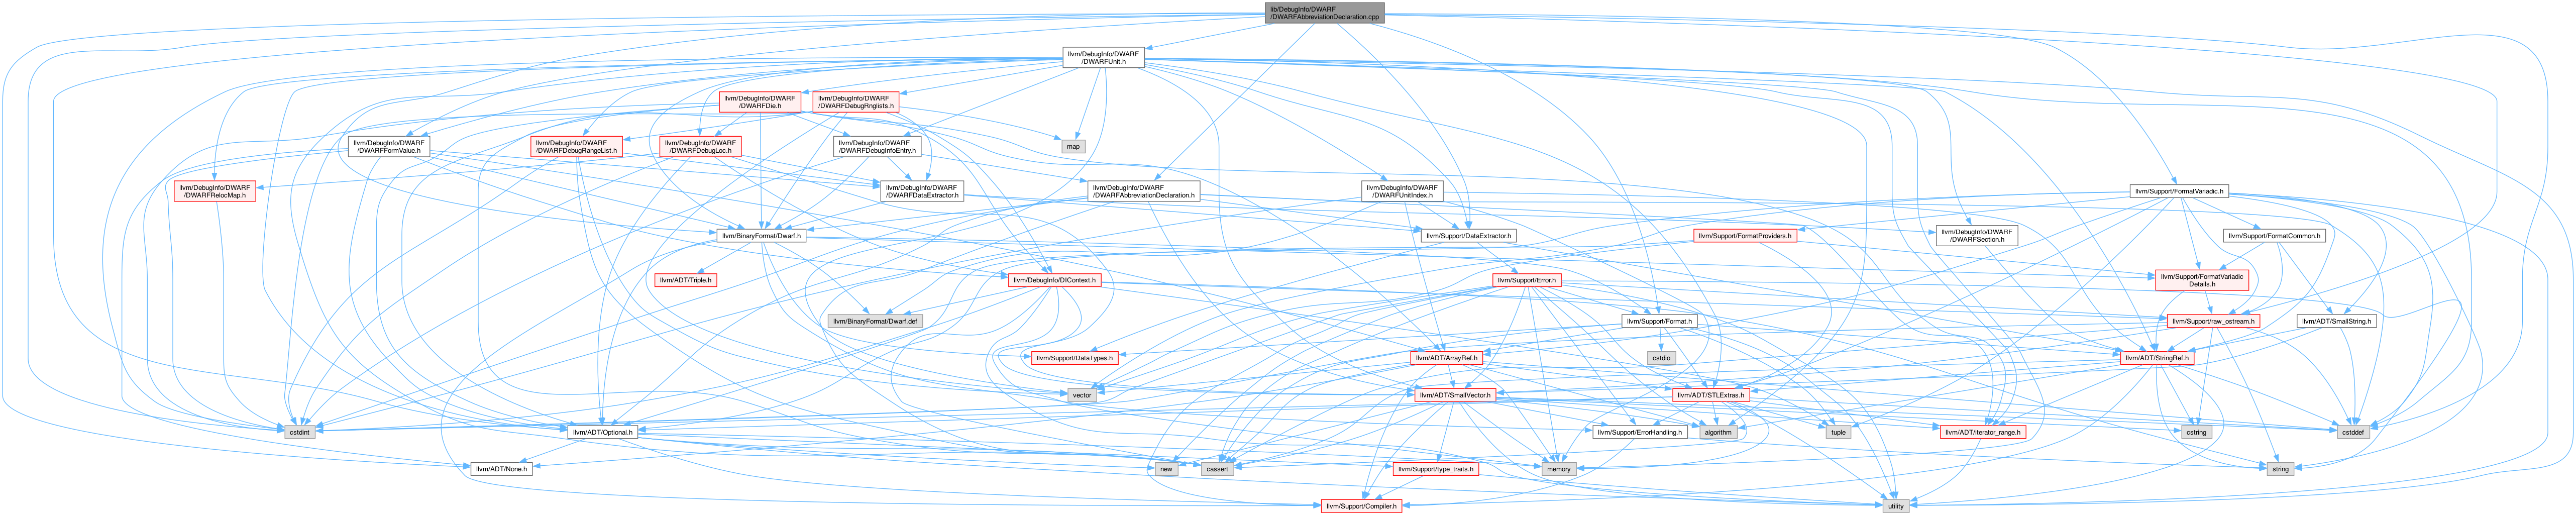 lib/DebugInfo/DWARF
/DWARFAbbreviationDeclaration.cpp
llvm/DebugInfo/DWARF
/DWARFUnit.h
llvm/DebugInfo/DWARF
/DWARFDie.h
llvm/DebugInfo/DWARF
/DWARFDebugRnglists.h
llvm/DebugInfo/DWARF
/DWARFFormValue.h
llvm/DebugInfo/DWARF
/DWARFDebugRangeList.h
llvm/DebugInfo/DWARF
/DWARFDebugLoc.h
llvm/DebugInfo/DWARF
/DWARFDebugInfoEntry.h
map
llvm/DebugInfo/DWARF
/DWARFRelocMap.h
llvm/DebugInfo/DWARF
/DWARFDataExtractor.h
llvm/DebugInfo/DWARF
/DWARFAbbreviationDeclaration.h
llvm/DebugInfo/DWARF
/DWARFUnitIndex.h
llvm/Support/FormatVariadic.h
llvm/BinaryFormat/Dwarf.h
llvm/Support/DataExtractor.h
llvm/Support/FormatProviders.h
llvm/DebugInfo/DWARF
/DWARFSection.h
llvm/Support/FormatCommon.h
llvm/ADT/Triple.h
llvm/DebugInfo/DIContext.h
llvm/Support/Error.h
llvm/Support/FormatVariadic
Details.h
llvm/BinaryFormat/Dwarf.def
llvm/Support/Format.h
llvm/Support/raw_ostream.h
llvm/ADT/SmallString.h
llvm/Support/DataTypes.h
llvm/ADT/ArrayRef.h
cstdio
llvm/ADT/StringRef.h
vector
llvm/ADT/SmallVector.h
llvm/ADT/STLExtras.h
cstdint
llvm/ADT/Optional.h
llvm/Support/ErrorHandling.h
algorithm
tuple
llvm/ADT/iterator_range.h
cstring
cstddef
llvm/ADT/None.h
new
cassert
llvm/Support/type_traits.h
memory
string
llvm/Support/Compiler.h
utility